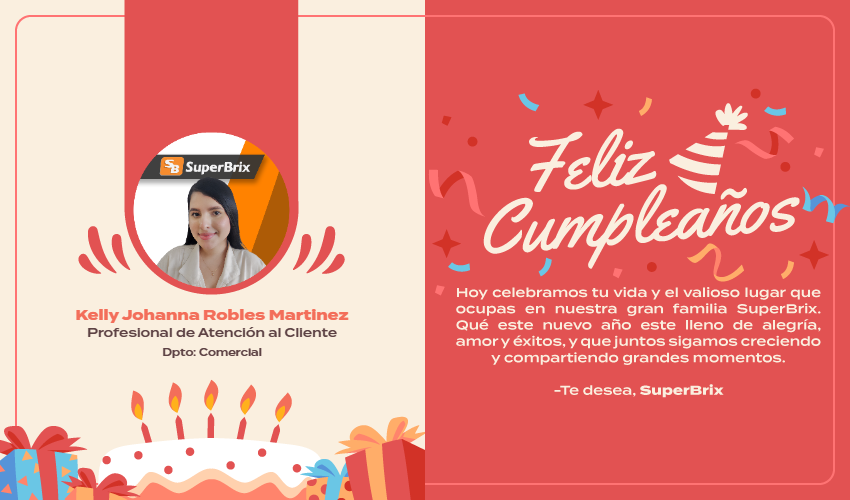 SB SuperBrix
Kelly Johanna Robles Martinez
Profesional de Atención al Cliente
Dpto: Comercial
Feliz
Cumpleaños
Hoy celebramos tu vida y el valioso lugar que
ocupas en nuestra gran familia SuperBrix.
Qué este nuevo año este lleno de alegría,
amor y éxitos, y que juntos sigamos creciendo
y compartiendo grandes momentos.
-Te desea, SuperBrix